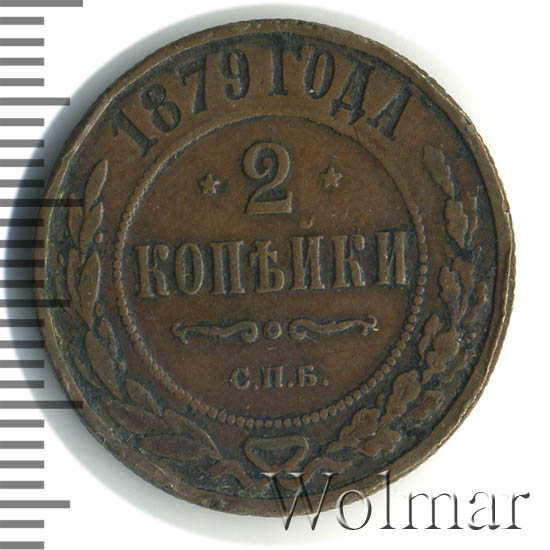 1879 ГОДА
2
КОПѢЙКИ
С.П.Б.
Wolmar